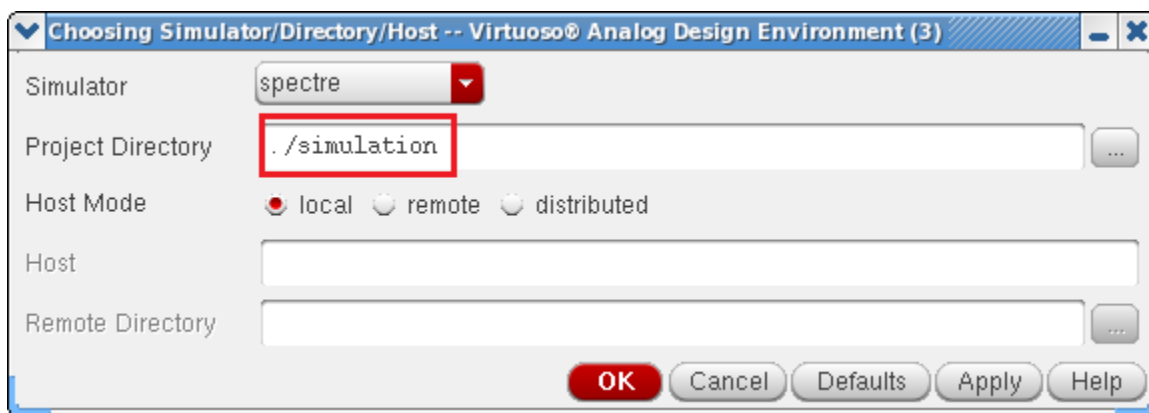 Choosing Simulator/Directory/Host -- Virtuoso® Analog Design Environment (3)
Simulator spectre
Project Directory ./simulation ...
Host Mode local remote distributed
Host
Remote Directory ...
OK Cancel Defaults Apply Help